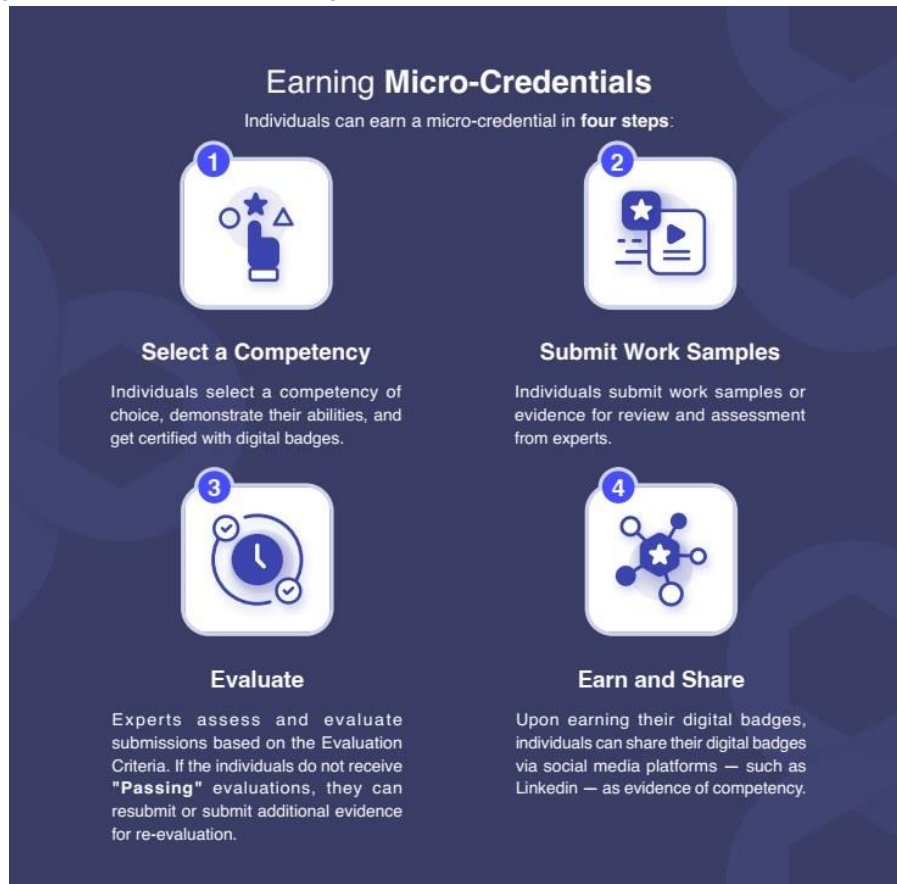 Earning Micro-Credentials
Individuals can earn a micro-credential in four steps:
1
Select a Competency
Individuals select a competency of
choice, demonstrate their abilities, and
get certified with digital badges.
2
Submit Work Samples
Individuals submit work samples or
evidence for review and assessment
from experts.
3
Evaluate
Experts assess and evaluate
submissions based on the Evaluation
Criteria. If the individuals do not receive
"Passing" evaluations, they can
resubmit or submit additional evidence
for re-evaluation.
4
Earn and Share
Upon earning their digital badges,
individuals can share their digital badges
via social media platforms — such as
Linkedin — as evidence of competency.